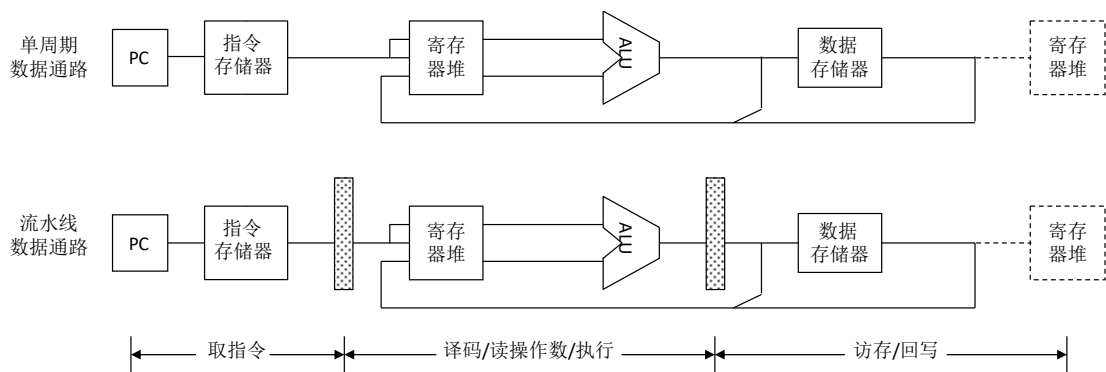 单周期
数据通路
PC
指令
存储器
寄存
器堆
ALU
数据
存储器
寄存
器堆
流水线
数据通路
PC
指令
存储器
寄存
器堆
ALU
数据
存储器
寄存
器堆
取指令
译码/读操作数/执行
访存/回写